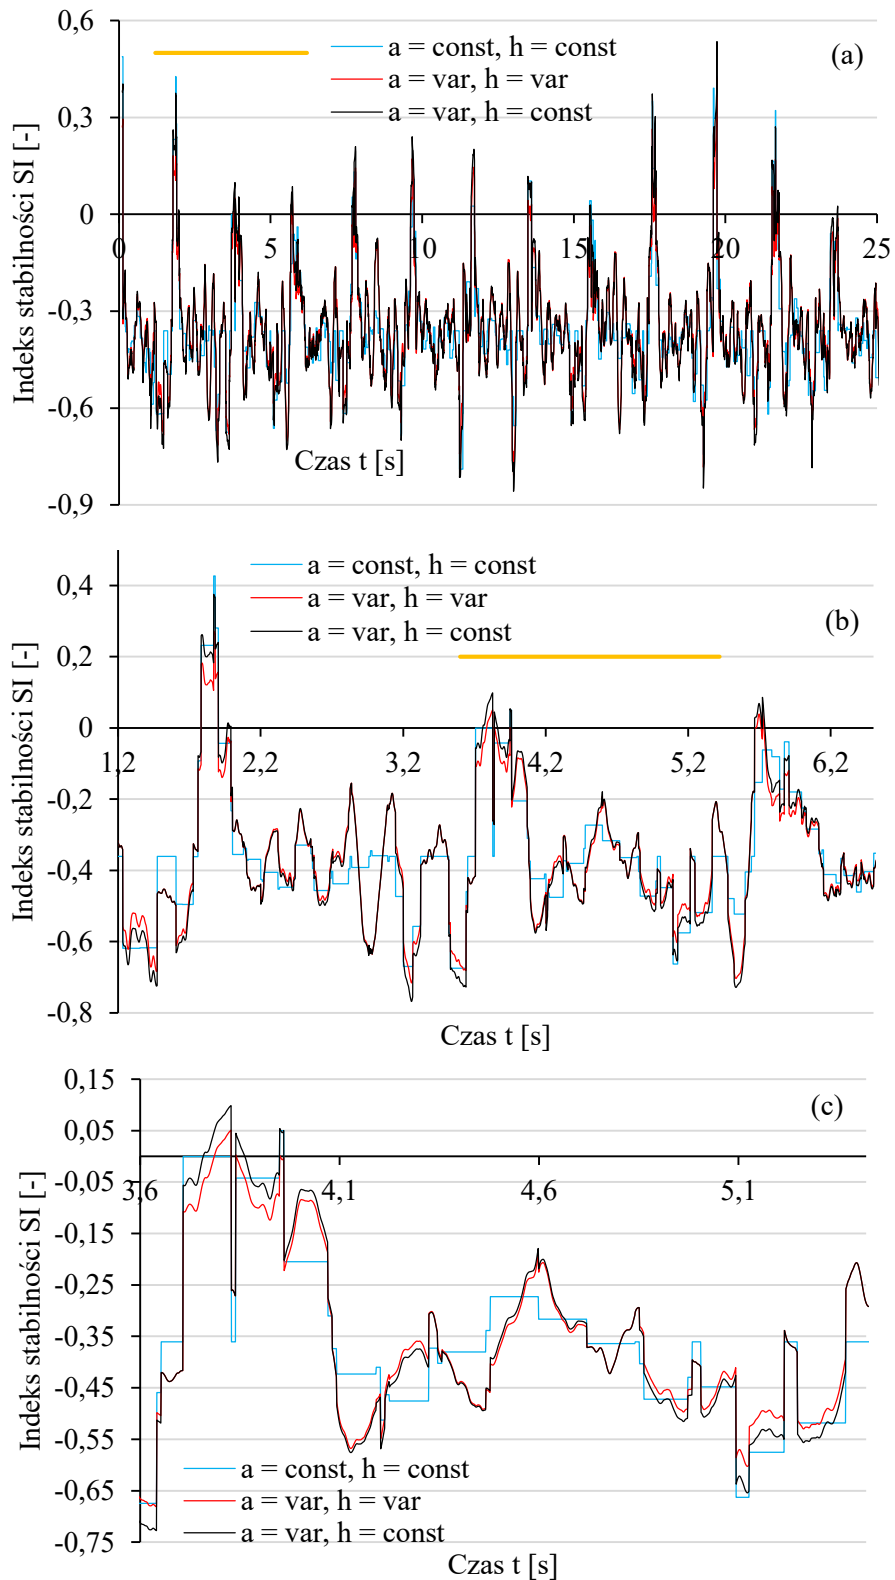 0,6
a = const, h = const
(a)
a = var, h = var
0,3
a = var, h = const
0
0 5 10 15 20 25
-0,3
-0,6
-0,9
Indeks stabilności SI [-]
Czas t [s]
a = const, h = const
0,4
a = var, h = var
(b)
a = var, h = const
0,2
0
1,2 2,2 3,2 4,2 5,2 6,2
-0,2
-0,4
-0,6
-0,8
Indeks stabilności SI [-]
Czas t [s]
0,15
(c)
0,05
-0,05
3,6 4,1 4,6 5,1
-0,15
-0,25
-0,35
-0,45
-0,55
-0,65
-0,75
Indeks stabilności SI [-]
a = const, h = const
a = var, h = var
a = var, h = const
Czas t [s]